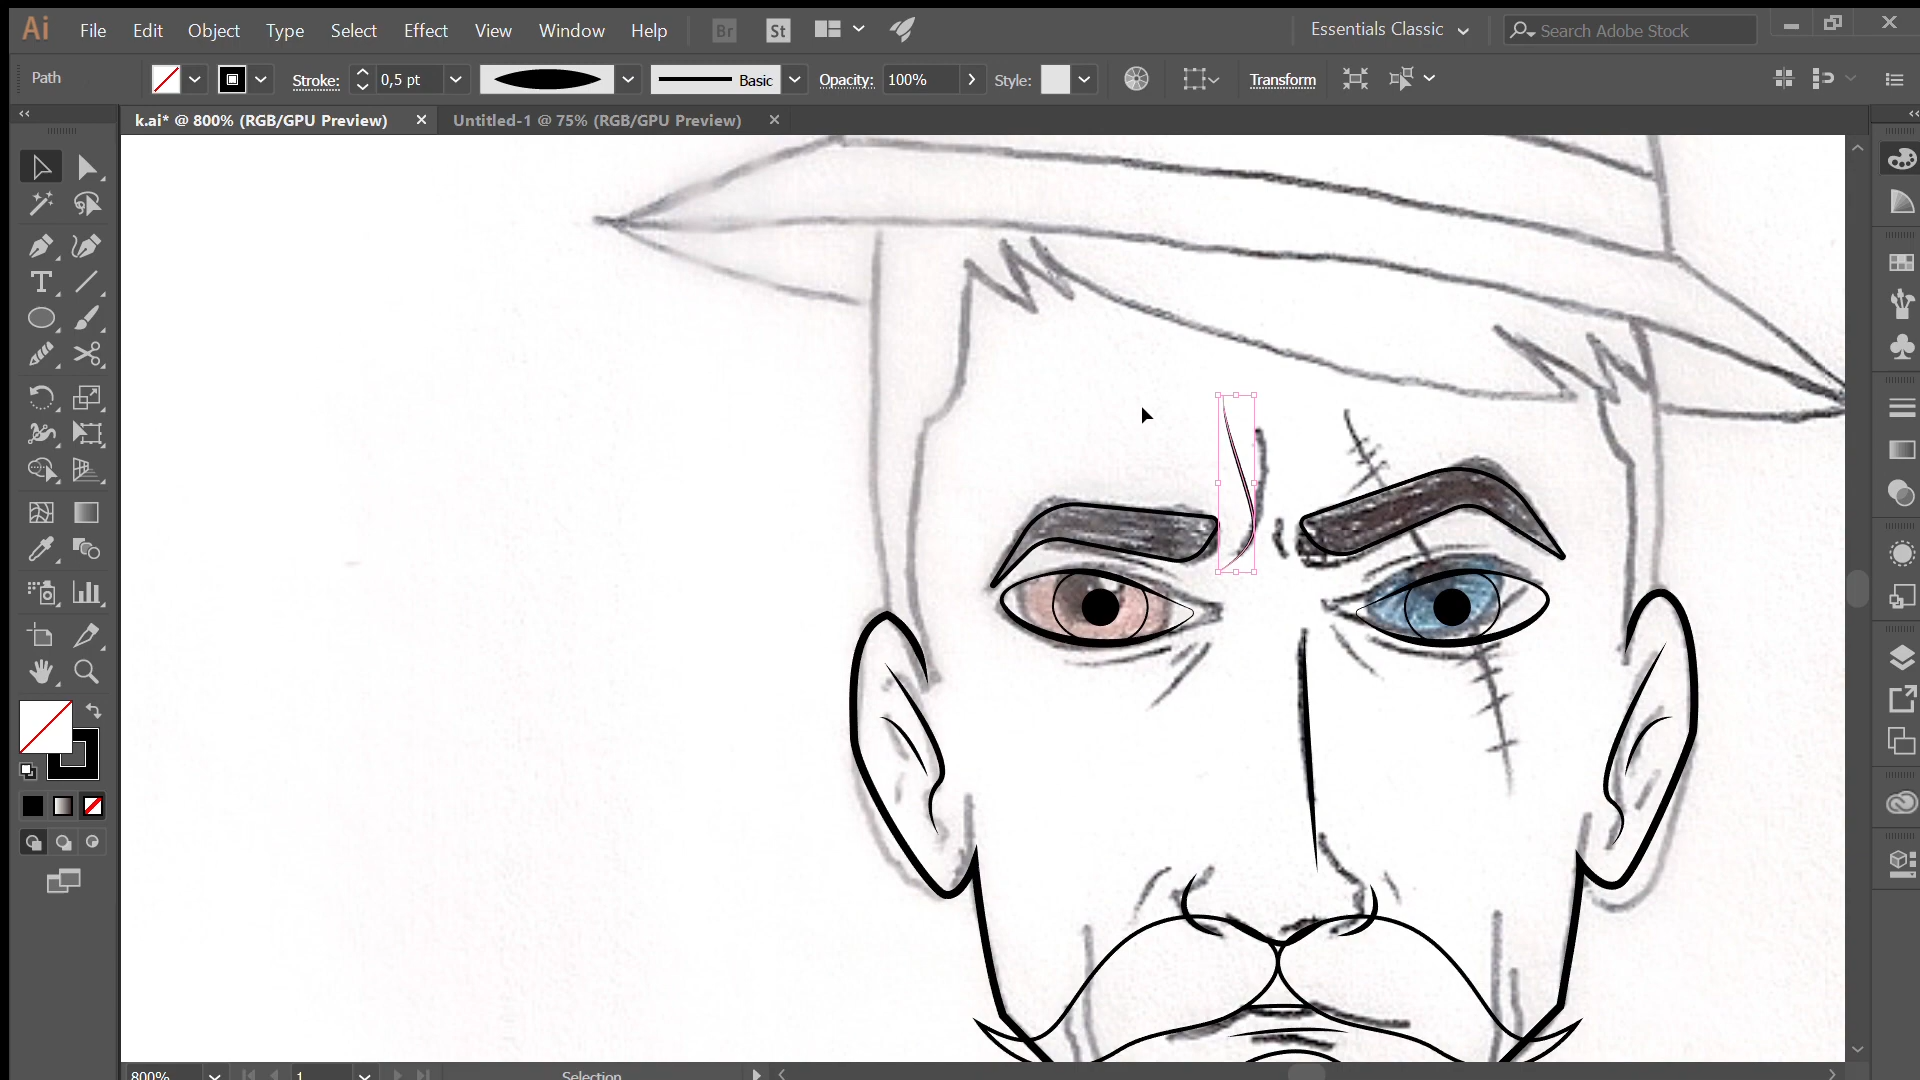 Ai File Edit Object Type Select Effect View Window Help Br St Essentials Classic Search Adobe Stock
Path Stroke: 0,5 pt Basic Opacity: 100% Style: Transform
k.ai* @ 800% (RGB/GPU Preview) Untitled-1 @ 75% (RGB/GPU Preview)
T
800% 1 Selection